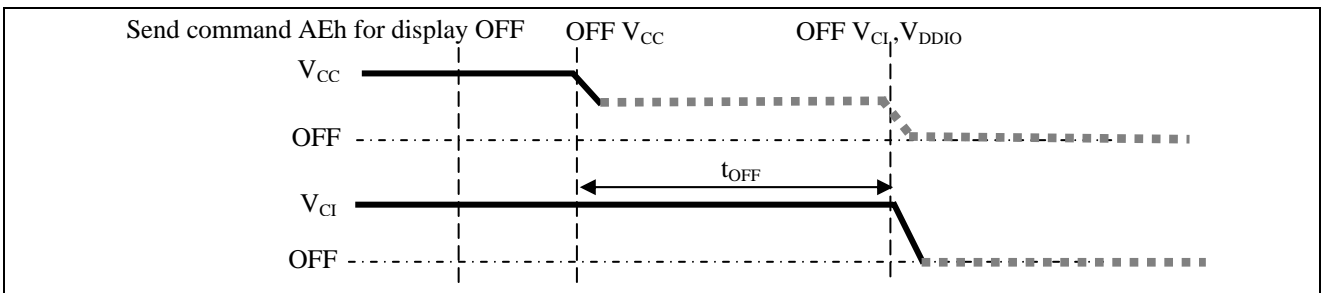 Send command AEh for display OFF OFF VCC OFF VCI, VDDIO
VCC
OFF
tOFF
VCI
OFF